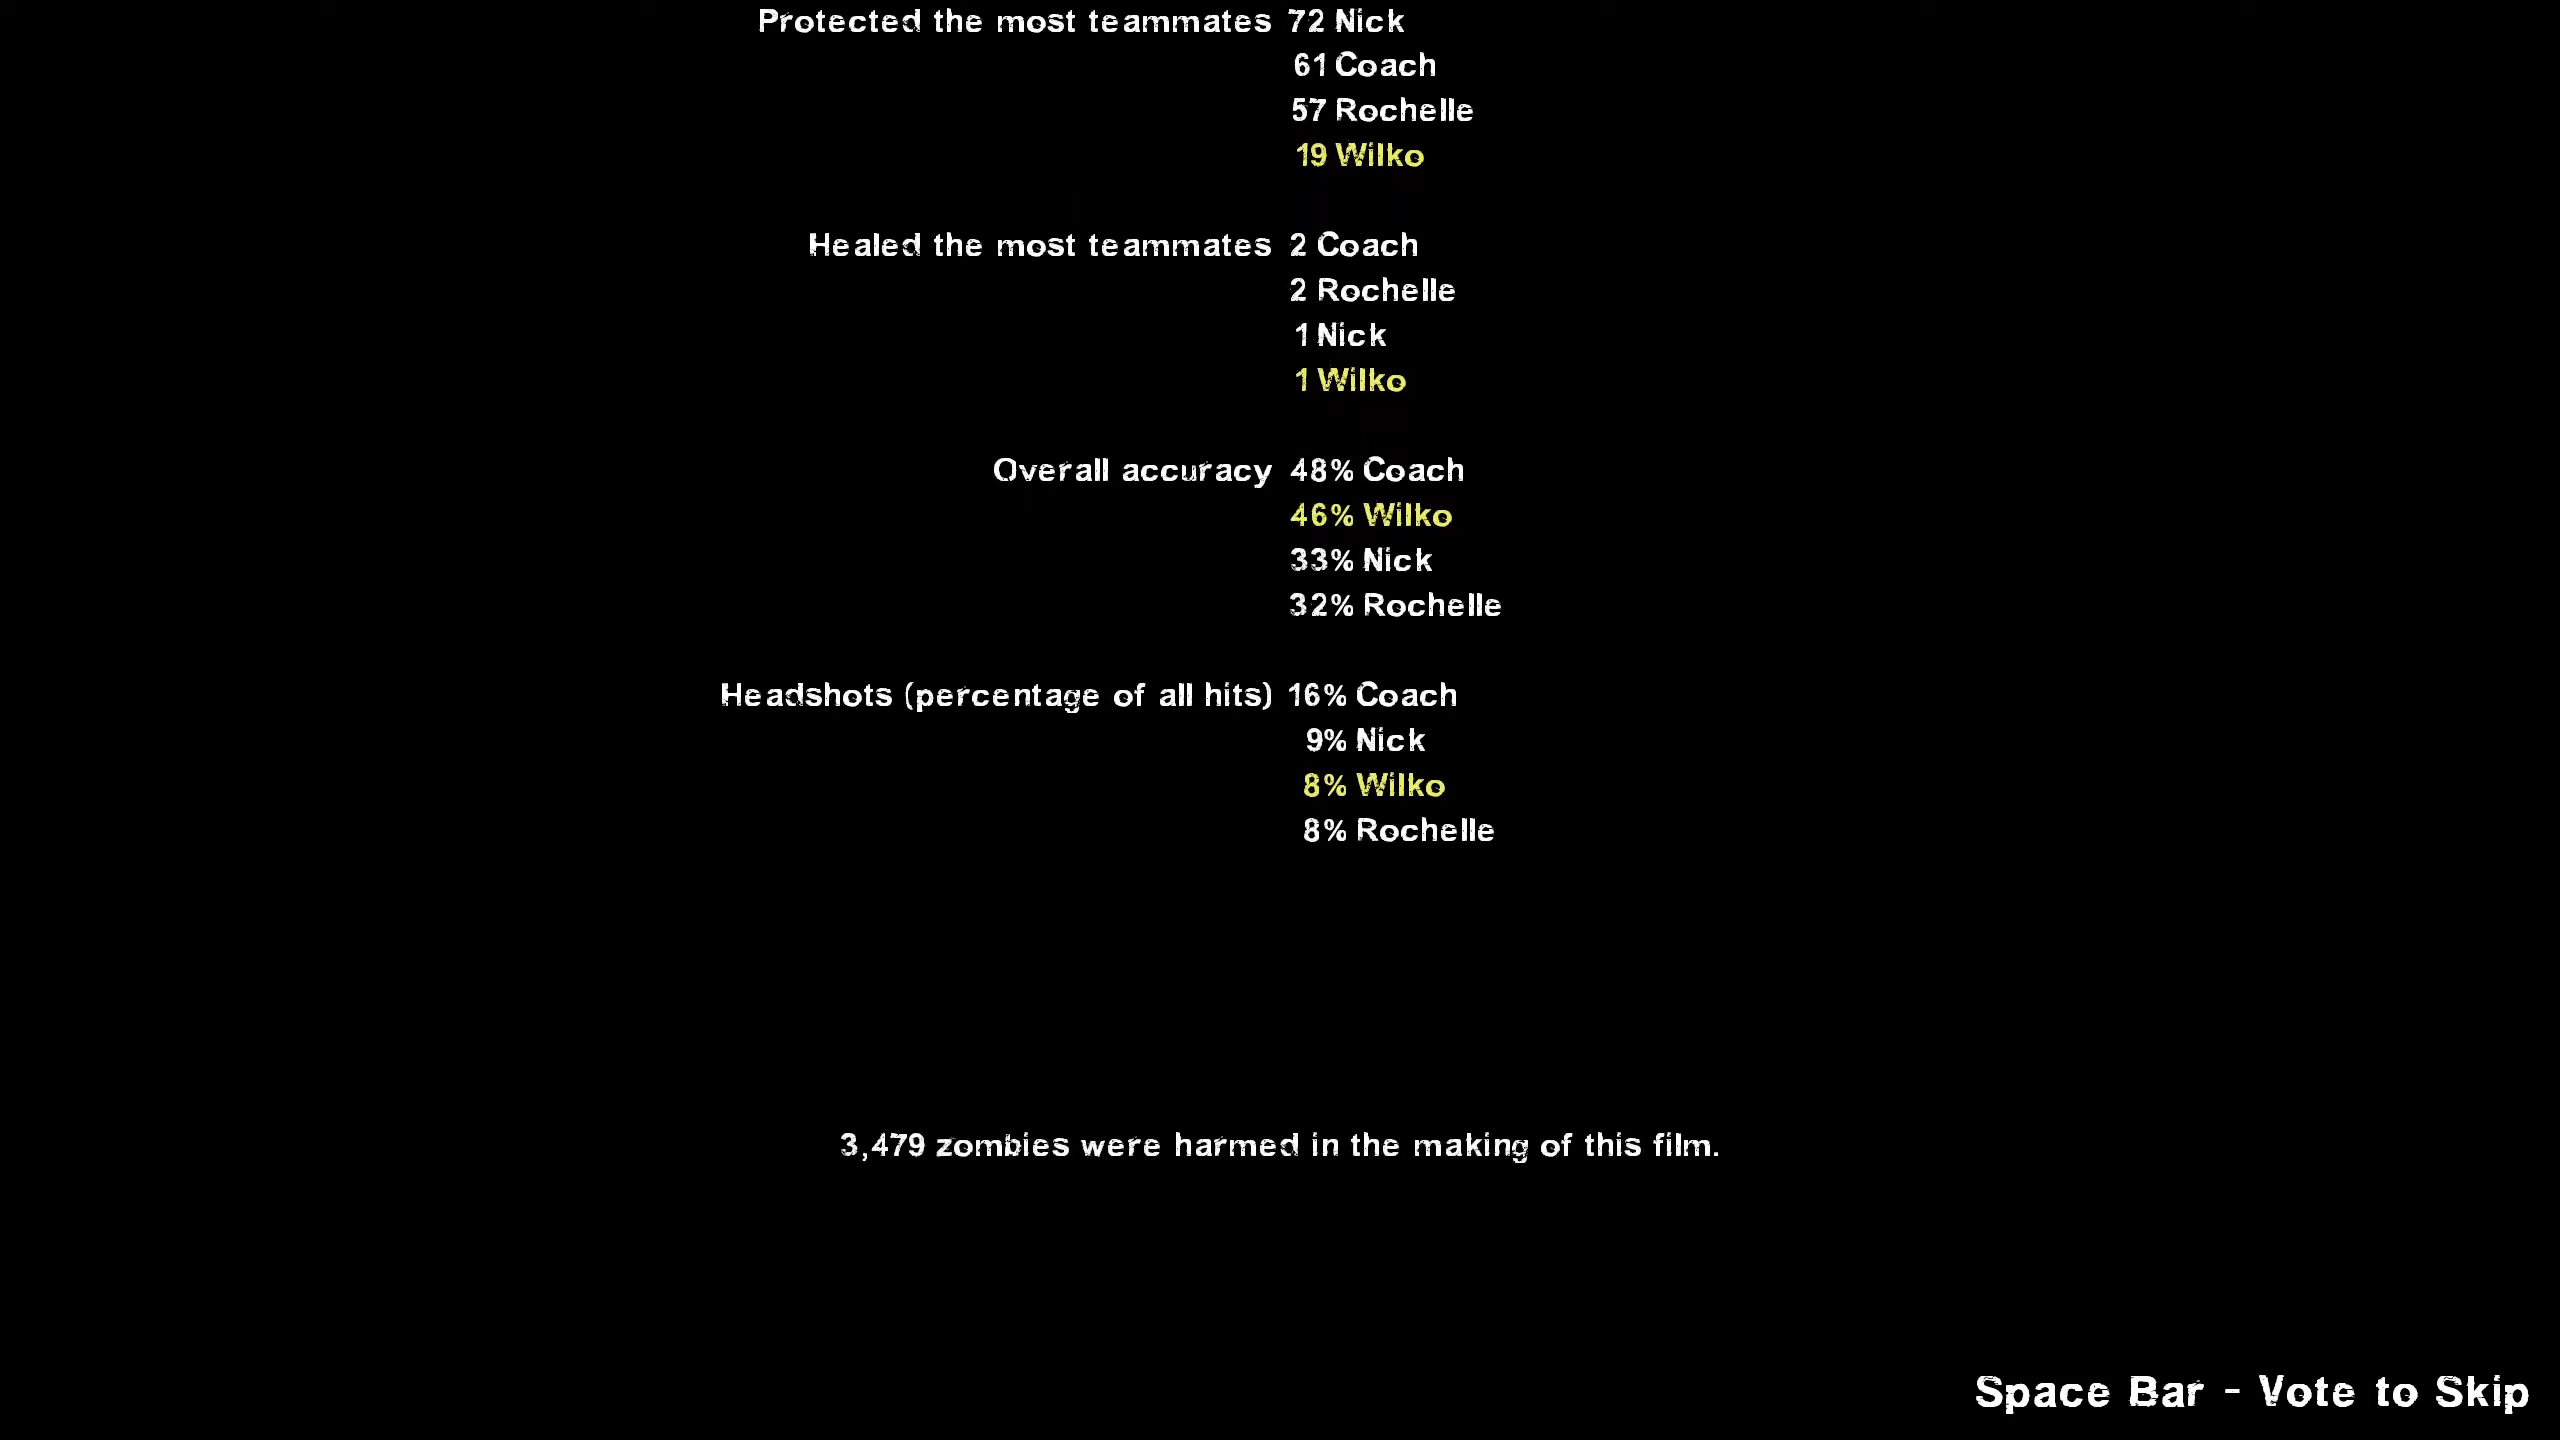 Protected the most teammates 72 Nick
61 Coach
57 Rochelle
19 Wilko
Healed the most teammates 2 Coach
2 Rochelle
1 Nick
1 Wilko
Overall accuracy 48% Coach
46% Wilko
33% Nick
32% Rochelle
Headshots (percentage of all hits) 16% Coach
9% Nick
8% Wilko
8% Rochelle
3,479 zombies were harmed in the making of this film.
Space Bar - Vote to Skip